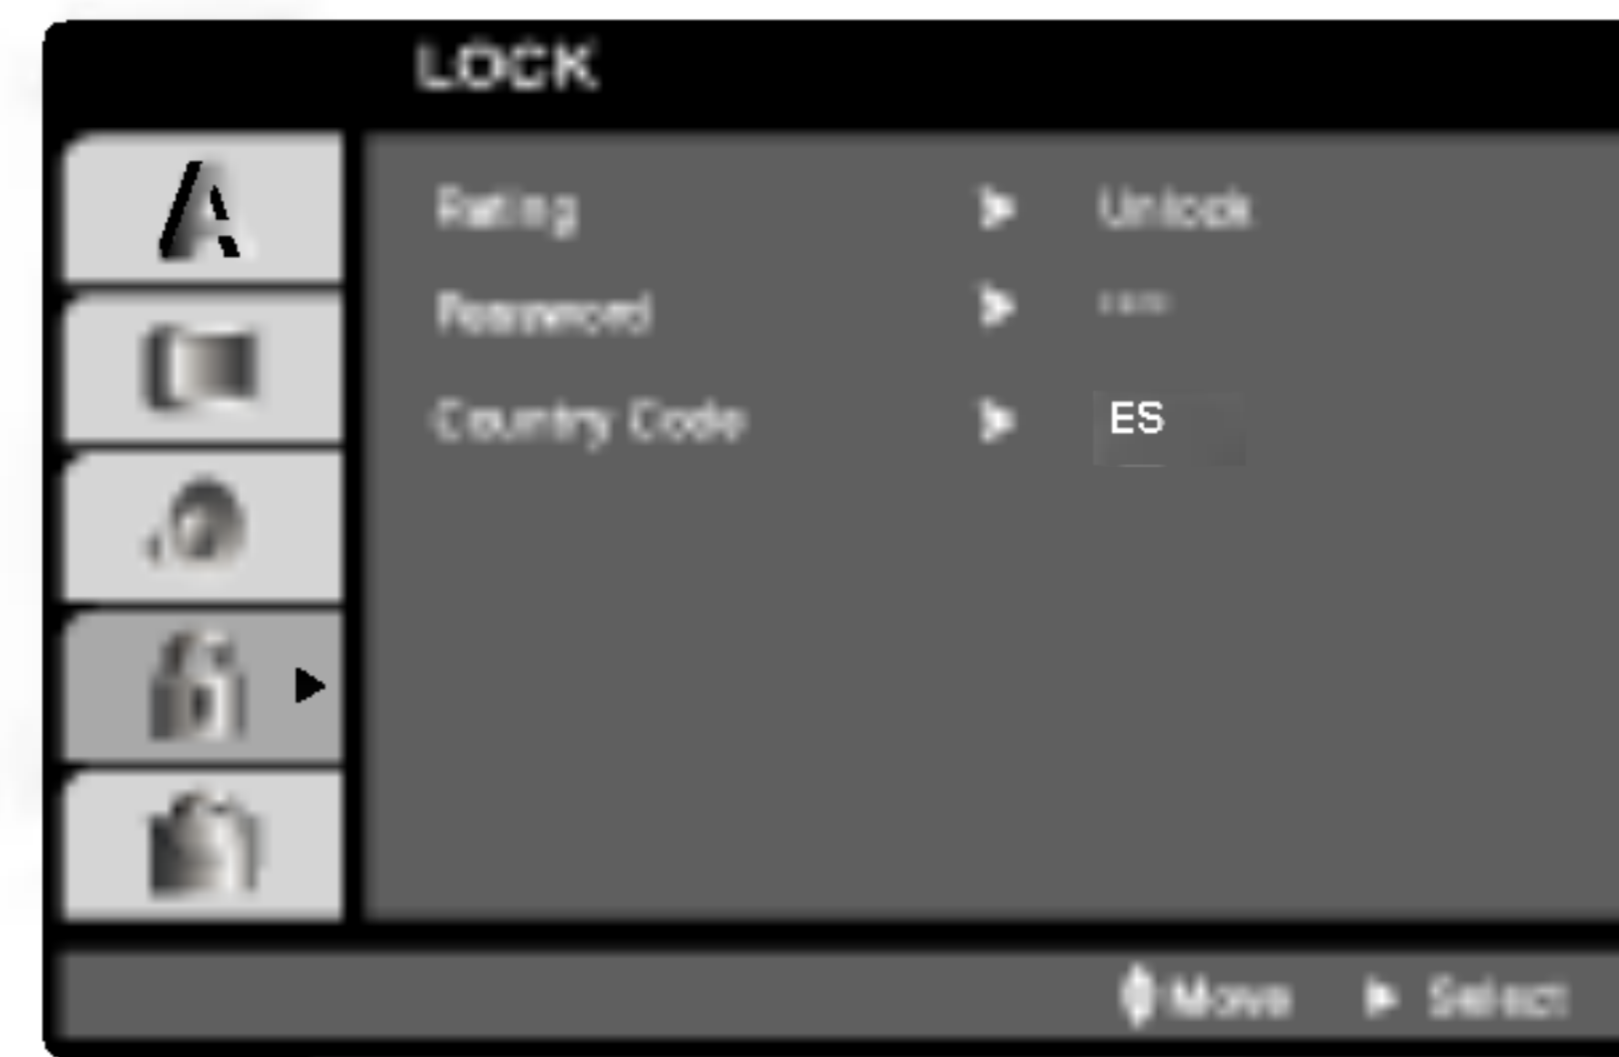 LOCK
A
Rating Unlock
Password
Country Code ES
Move Select